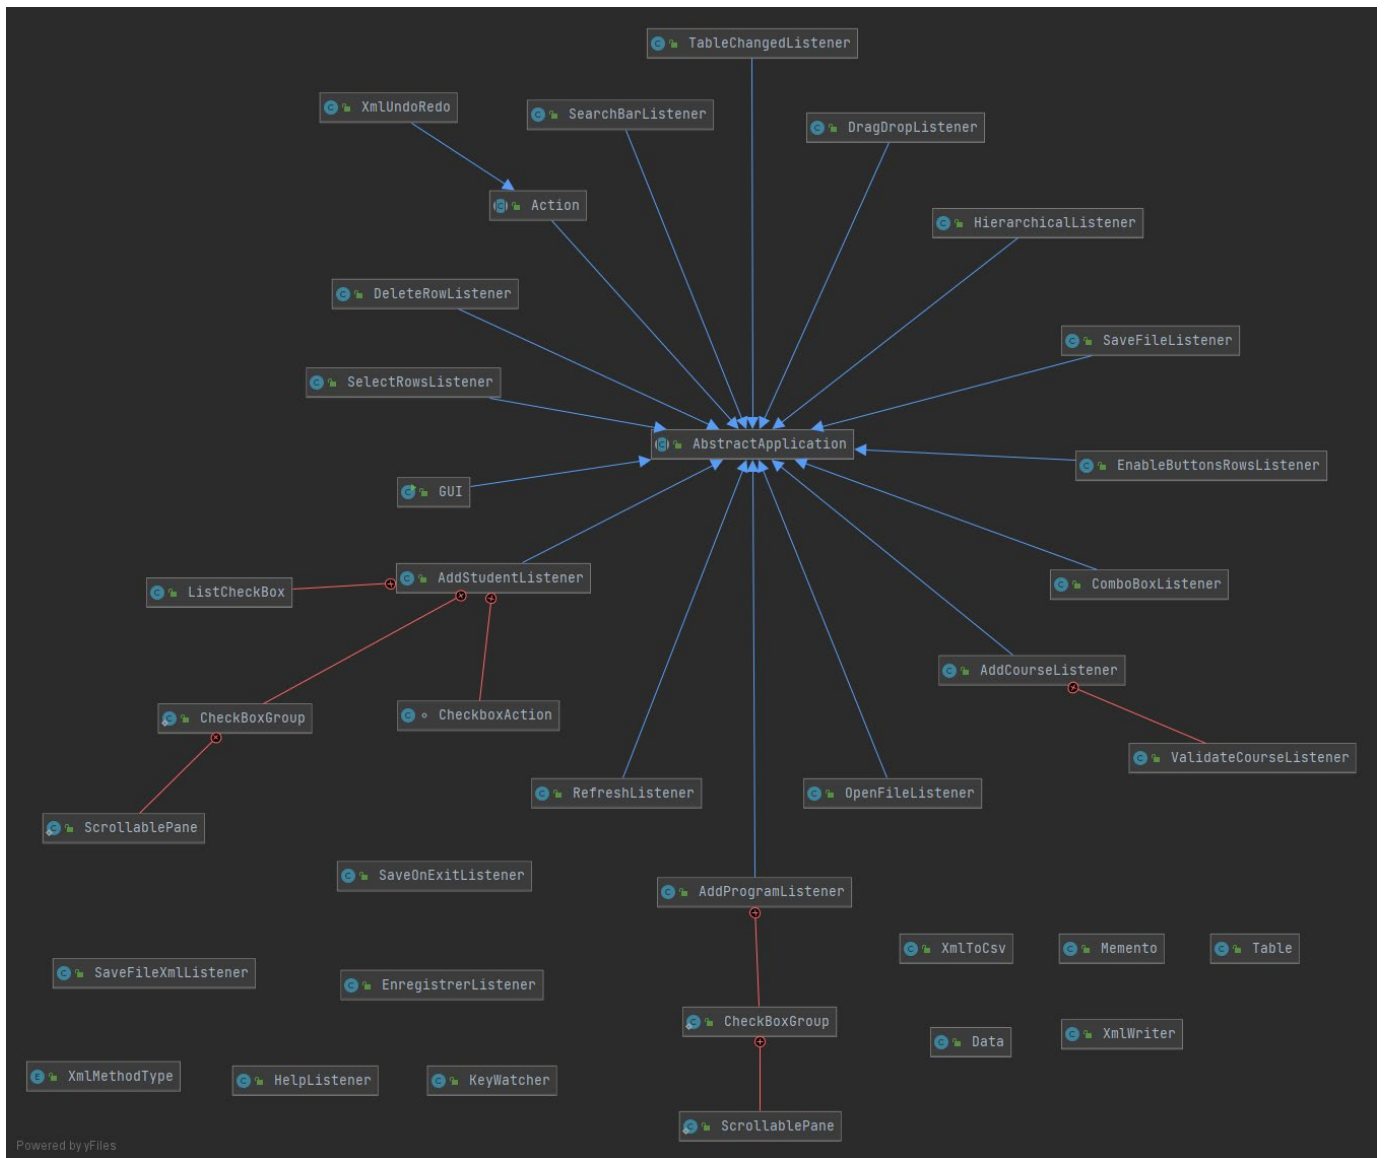 TableChangedListener
XmlUndoRedo
SearchBarListener
DragDropListener
Action
HierarchicalListener
DeleteRowListener
SaveFileListener
SelectRowsListener
AbstractApplication
EnableButtonsRowsListener
GUI
AddStudentListener
ListCheckBox
ComboBoxListener
AddCourseListener
CheckBoxGroup
CheckboxAction
ValidateCourseListener
RefreshListener
OpenFileListener
ScrollablePane
SaveOnExitListener
AddProgramListener
XmlToCsv
Memento
Table
SaveFileXmlListener
EnregistrerListener
CheckBoxGroup
Data
XmlWriter
XmlMethodType
HelpListener
KeyWatcher
ScrollablePane
Powered by yFiles